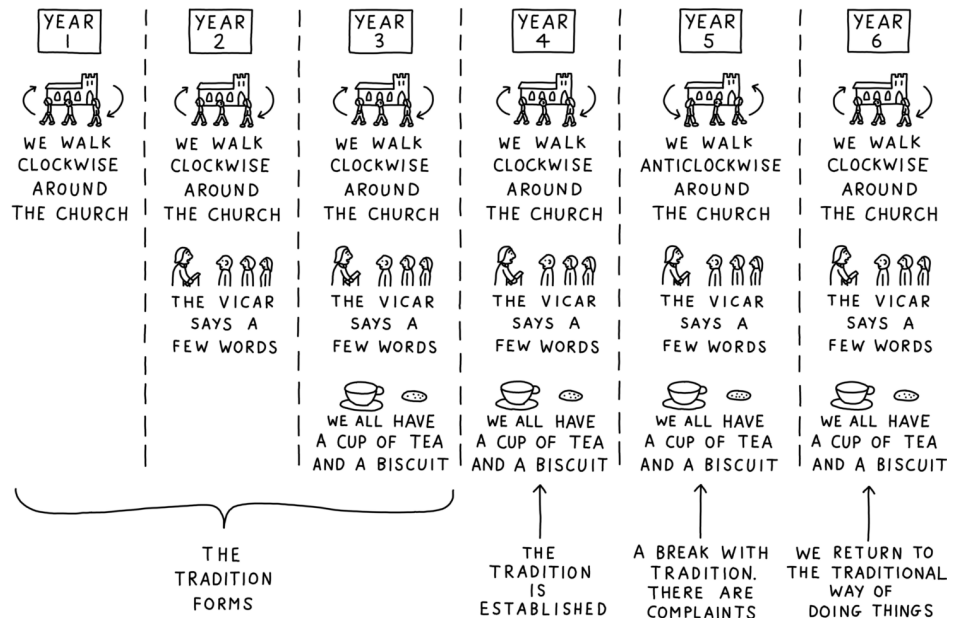 YEAR
1
WE WALK
CLOCKWISE
AROUND
THE CHURCH
YEAR
2
WE WALK
CLOCKWISE
AROUND
THE CHURCH
THE VICAR
SAYS A
FEW WORDS
YEAR
3
WE WALK
CLOCKWISE
AROUND
THE CHURCH
THE VICAR
SAYS A
FEW WORDS
WE ALL HAVE
A CUP OF TEA
AND A BISCUIT
YEAR
4
WE WALK
CLOCKWISE
AROUND
THE CHURCH
THE VICAR
SAYS A
FEW WORDS
WE ALL HAVE
A CUP OF TEA
AND A BISCUIT
YEAR
5
WE WALK
ANTICLOCKWISE
AROUND
THE CHURCH
THE VICAR
SAYS A
FEW WORDS
WE ALL HAVE
A CUP OF TEA
AND A BISCUIT
YEAR
6
WE WALK
CLOCKWISE
AROUND
THE CHURCH
THE VICAR
SAYS A
FEW WORDS
WE ALL HAVE
A CUP OF TEA
AND A BISCUIT
THE
TRADITION
FORMS
THE
TRADITION
IS
ESTABLISHED
A BREAK WITH
TRADITION.
THERE ARE
COMPLAINTS
WE RETURN TO
THE TRADITIONAL
WAY OF
DOING THINGS